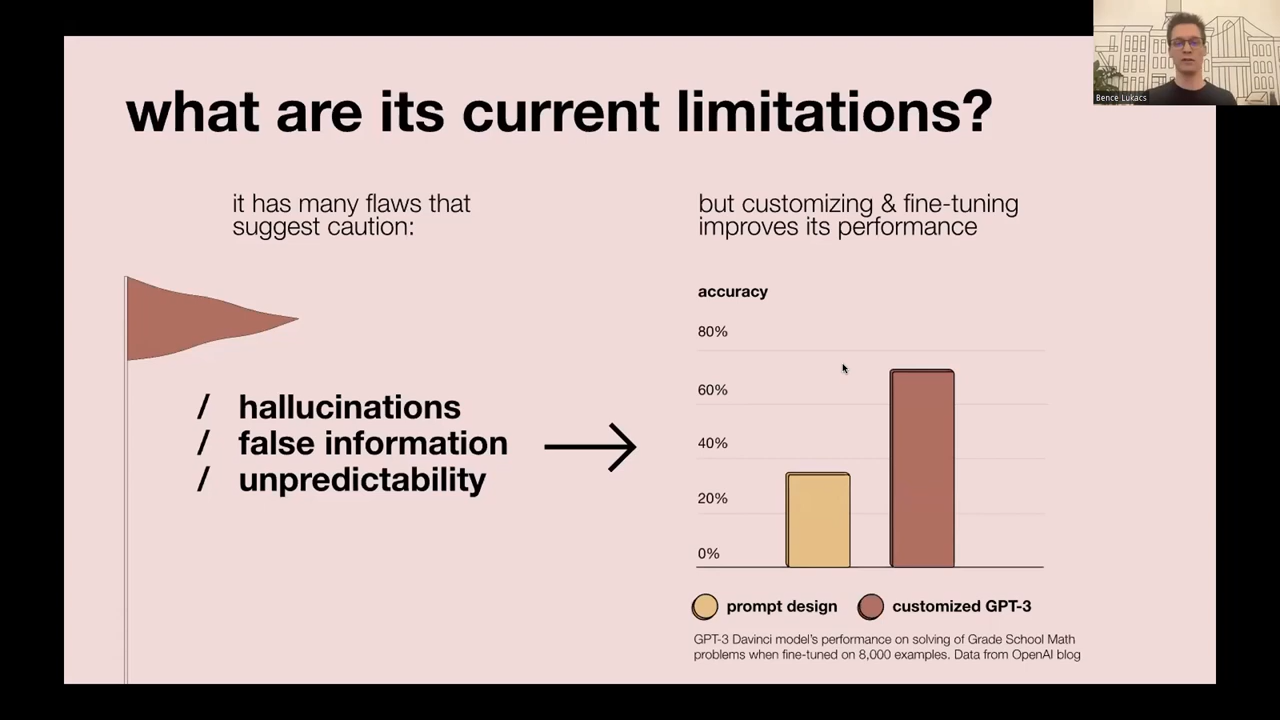 what are its current limitations?
Bence Lukacs
it has many flaws that
suggest caution:
/ hallucinations
/ false information
/ unpredictability
but customizing & fine-tuning
improves its performance
accuracy
80%
60%
40%
20%
0%
prompt design
customized GPT-3
GPT-3 Davinci model's performance on solving of Grade School Math
problems when fine-tuned on 8,000 examples. Data from OpenAI blog